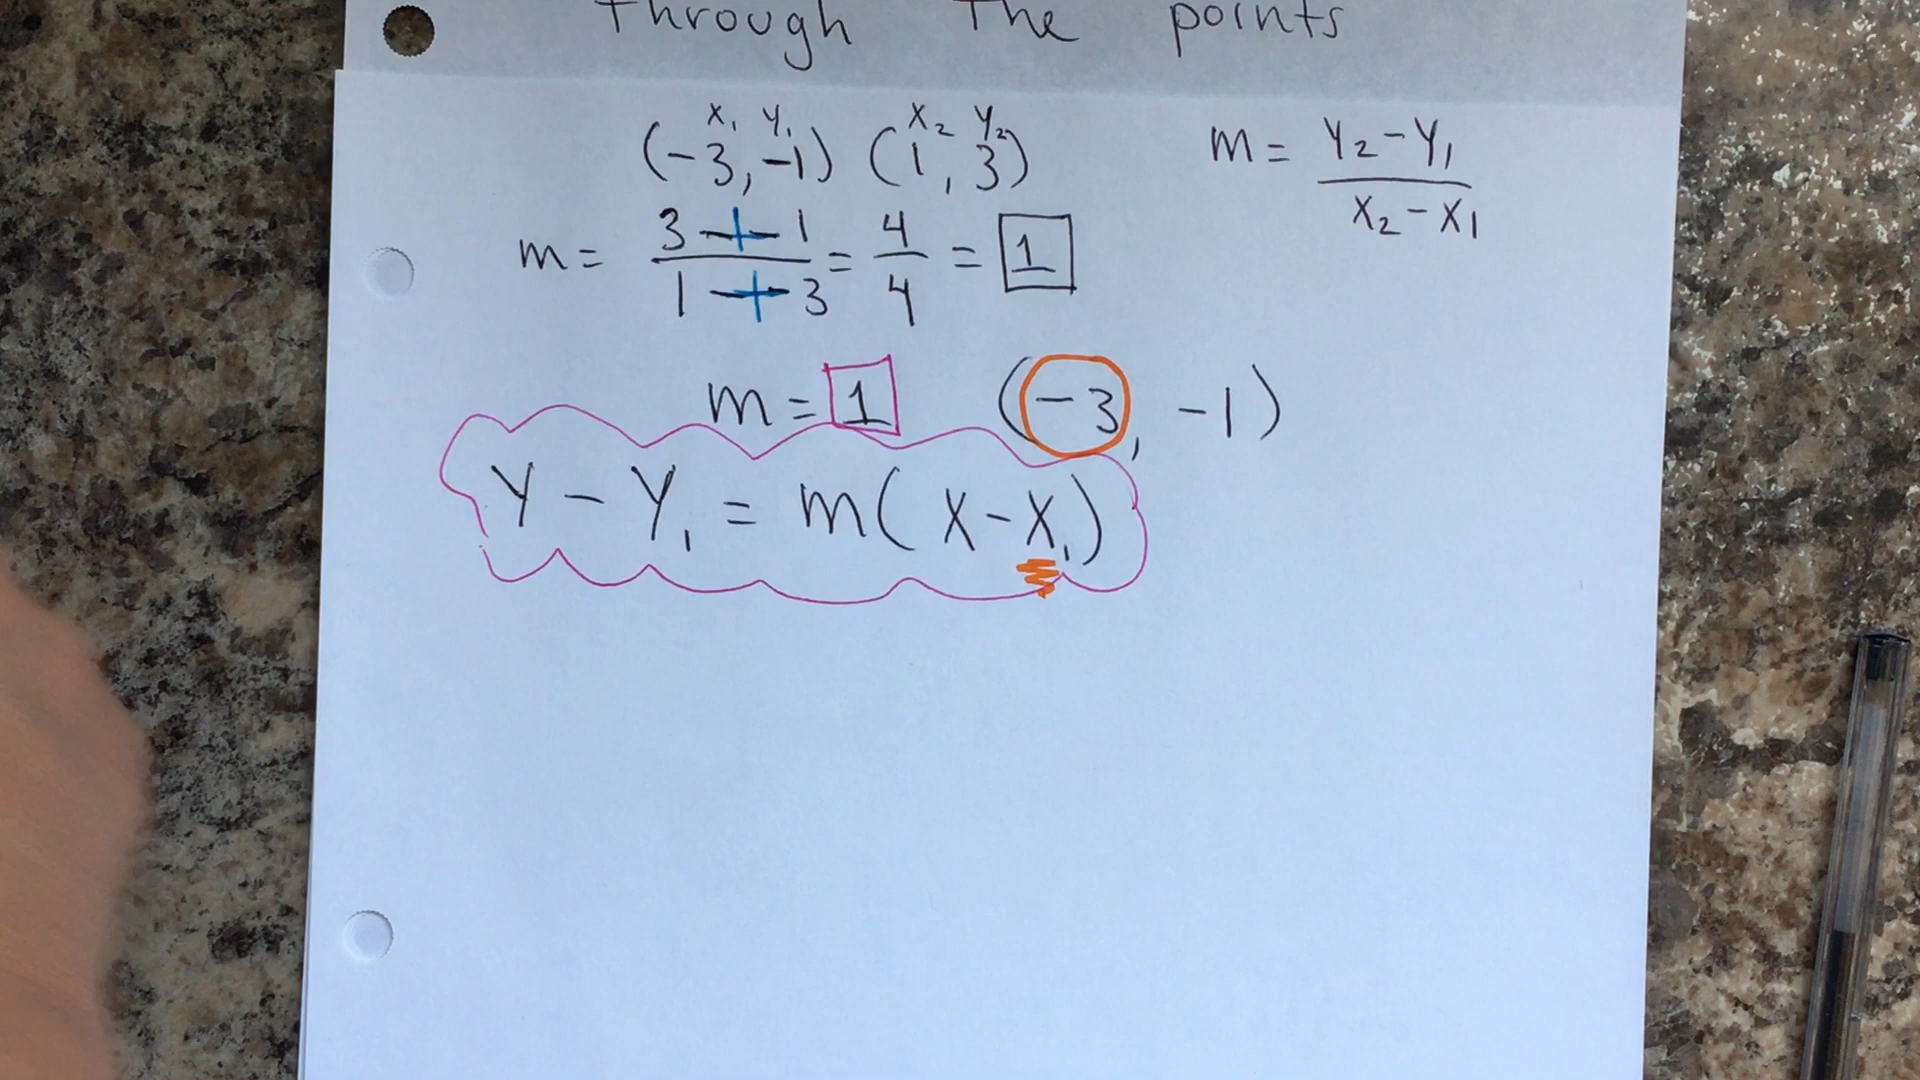 through the points
x₁ y₁ x₂ y₂
(-3, -1) (1, 3) m = y₂-y₁ / x₂-x₁
m = 3 + 1 / 1 + 3 = 4/4 = 1
m = 1 (-3, -1)
y - y₁ = m(x-x₁)